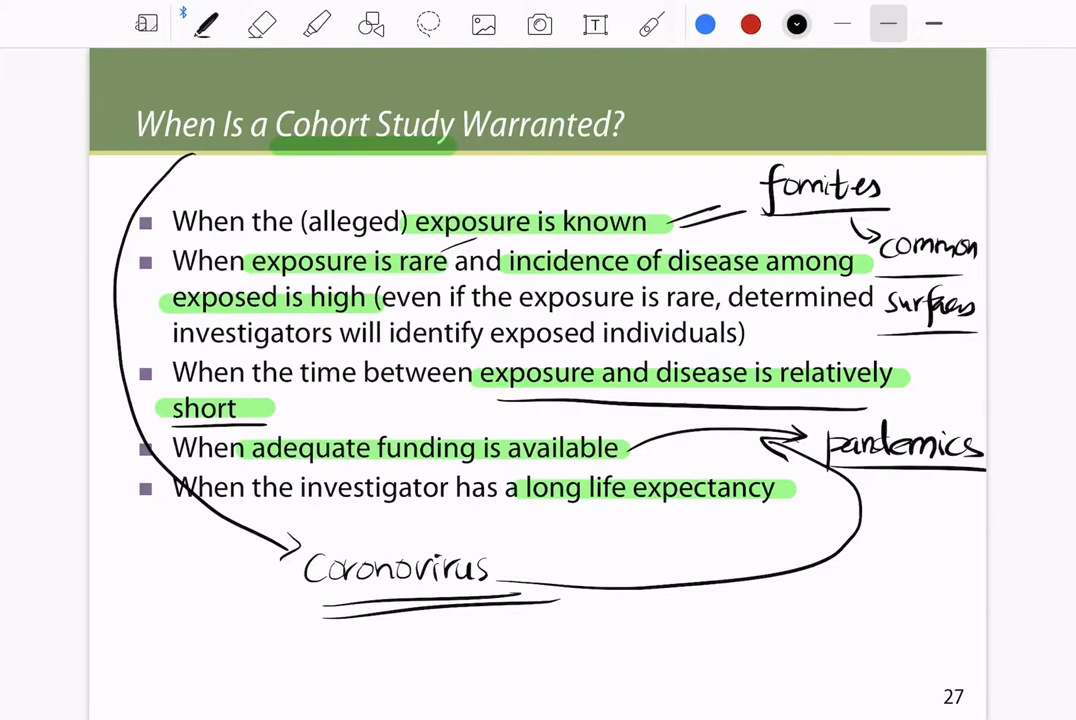 When Is a Cohort Study Warranted?
fomites
■ When the (alleged) exposure is known
common
■ When exposure is rare and incidence of disease among
exposed is high (even if the exposure is rare, determined
surfaces
investigators will identify exposed individuals)
■ When the time between exposure and disease is relatively
short
■ When adequate funding is available
pandemics
■ When the investigator has a long life expectancy
Coronovirus
27